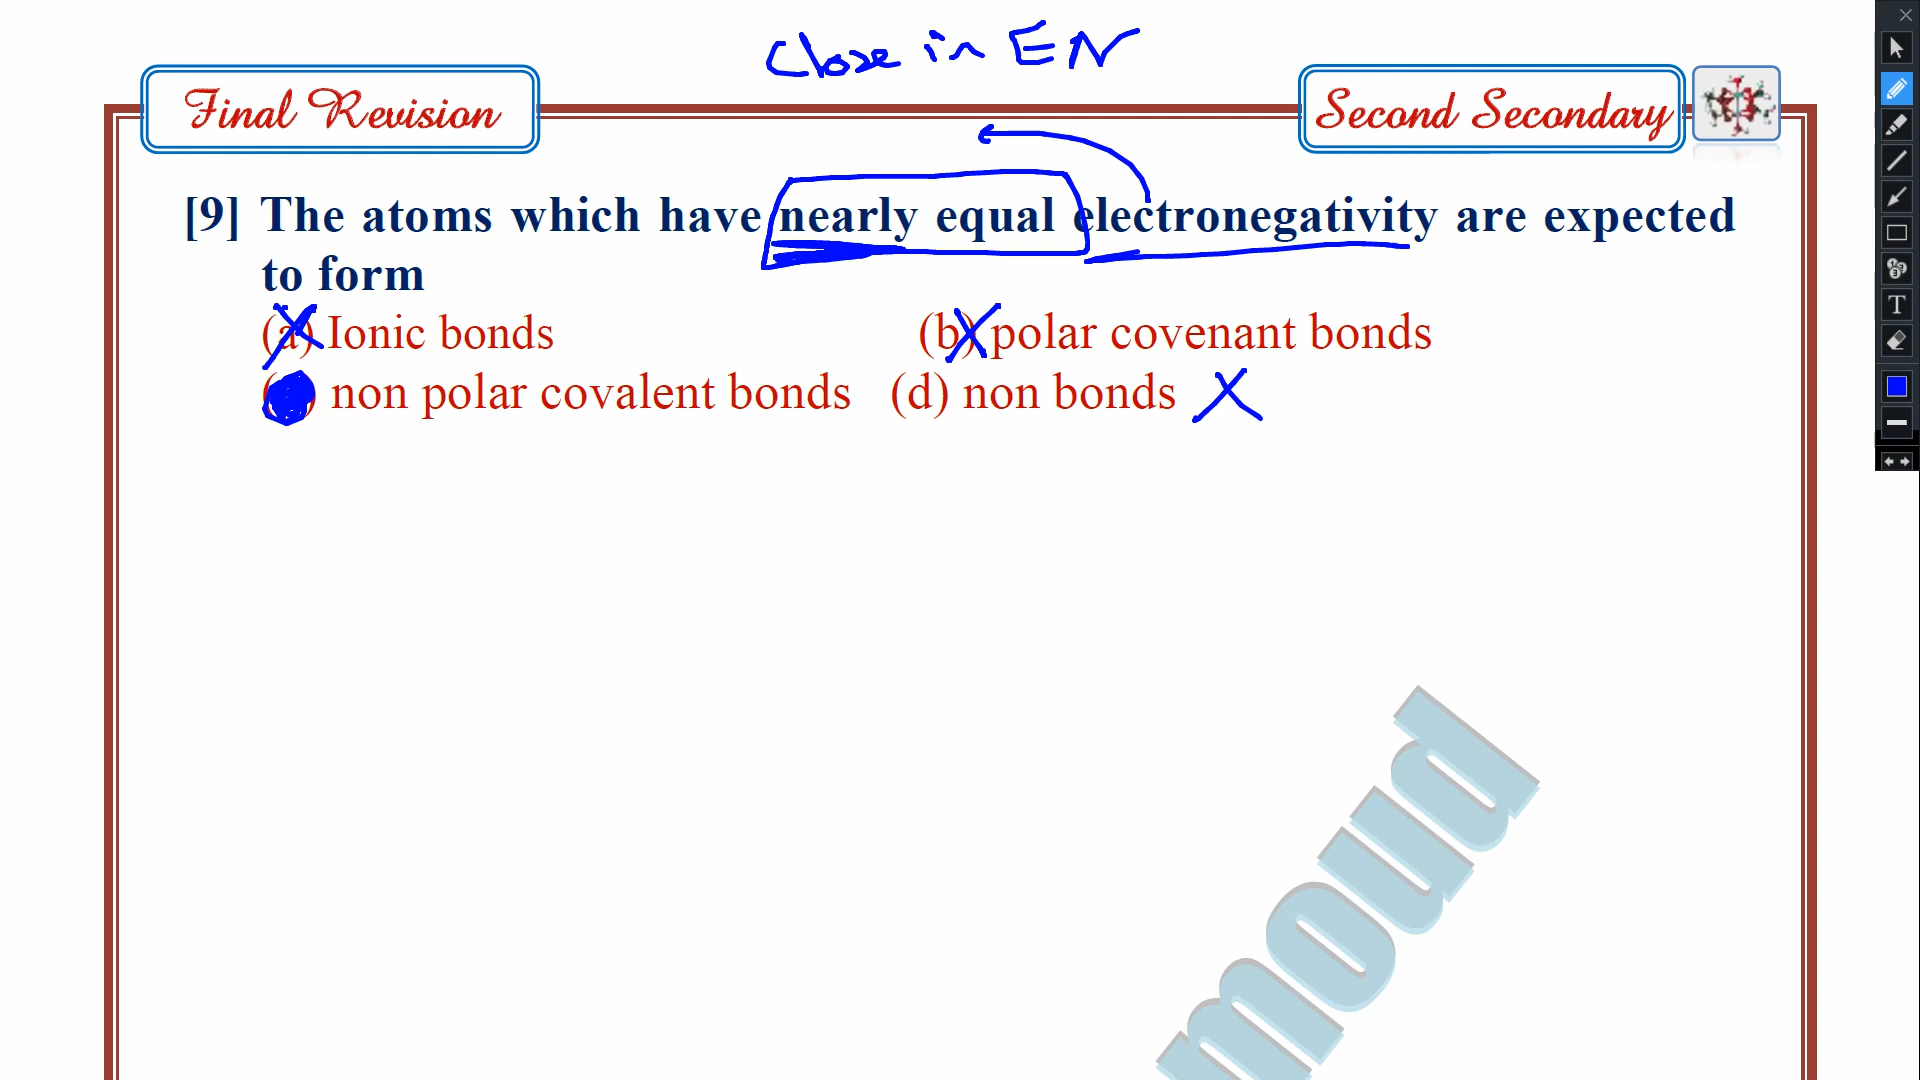 Close in EN
Final Revision
Second Secondary
[9] The atoms which have nearly equal electronegativity are expected
to form
(a) Ionic bonds
(b) polar covenant bonds
non polar covalent bonds
(d) non bonds
moud